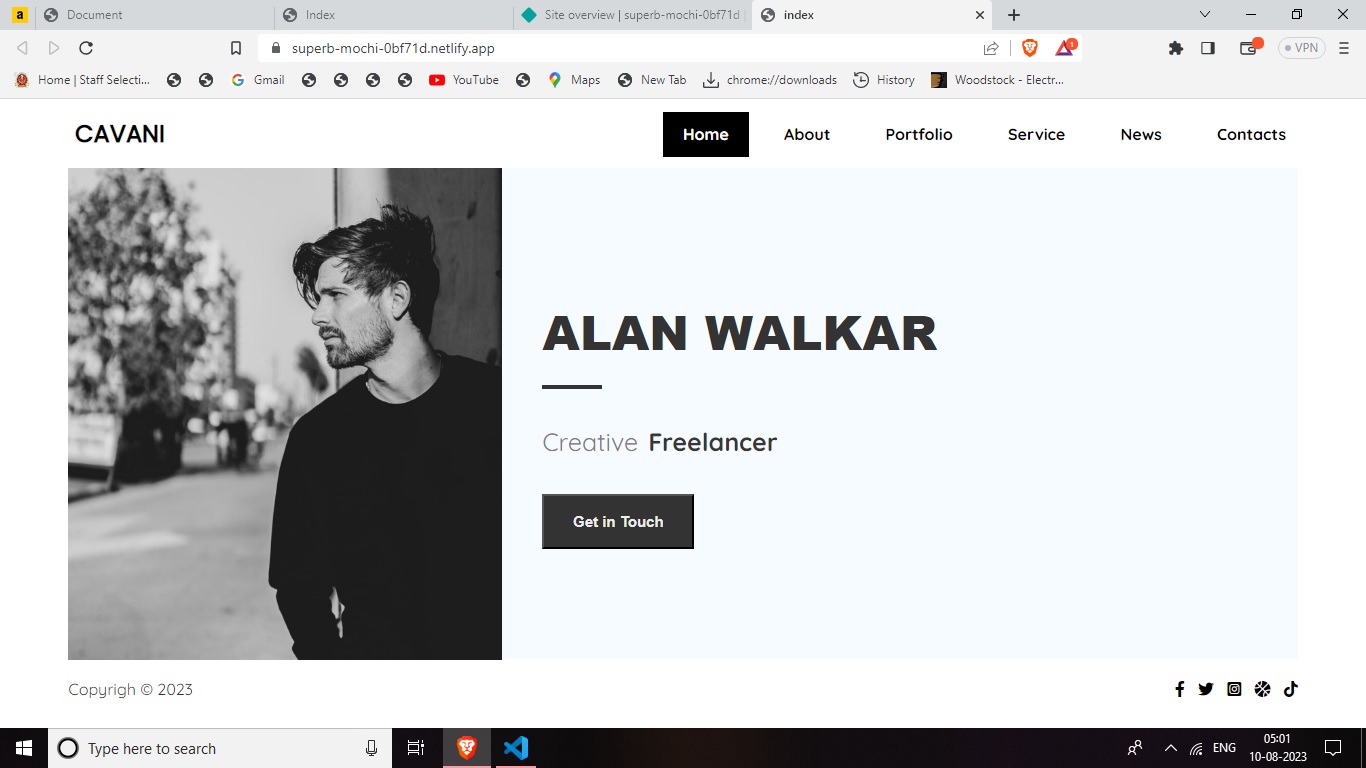 a Document Index Site overview | superb-mochi-0bf71d | index
superb-mochi-0bf71d.netlify.app 1 VPN
Home | Staff Selecti... Gmail YouTube Maps New Tab chrome://downloads History Woodstock - Electr...
CAVANI Home About Portfolio Service News Contacts
ALAN WALKAR
Creative Freelancer
Get in Touch
Copyrigh © 2023
Type here to search ENG 05:01
10-08-2023